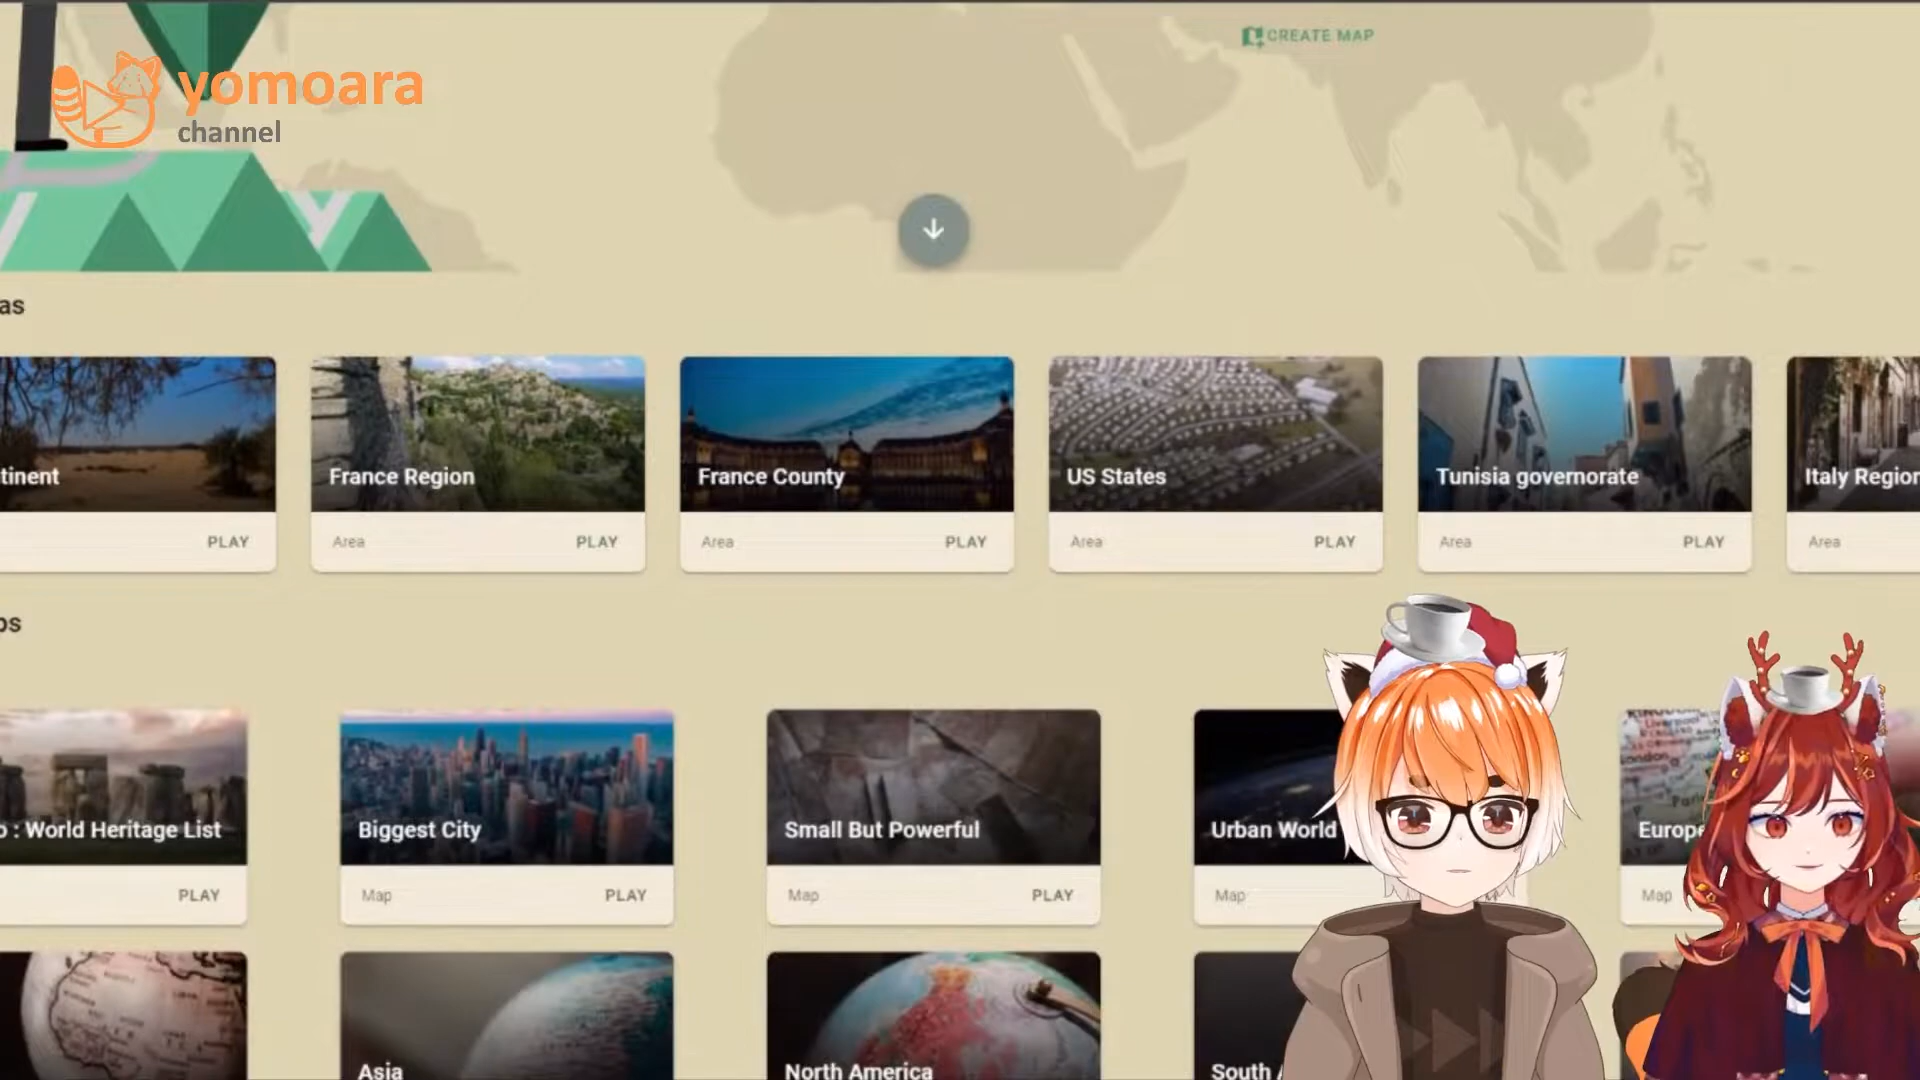 CREATE MAP
yomoara
channel
as
tinent
France Region
France County
US States
Tunisia governorate
Italy Region
PLAY
Area
PLAY
Area
PLAY
Area
PLAY
Area
PLAY
Area
ps
o : World Heritage List
Biggest City
Small But Powerful
Urban World
Europe
PLAY
Map
PLAY
Map
PLAY
Map
Map
Asia
North America
South A